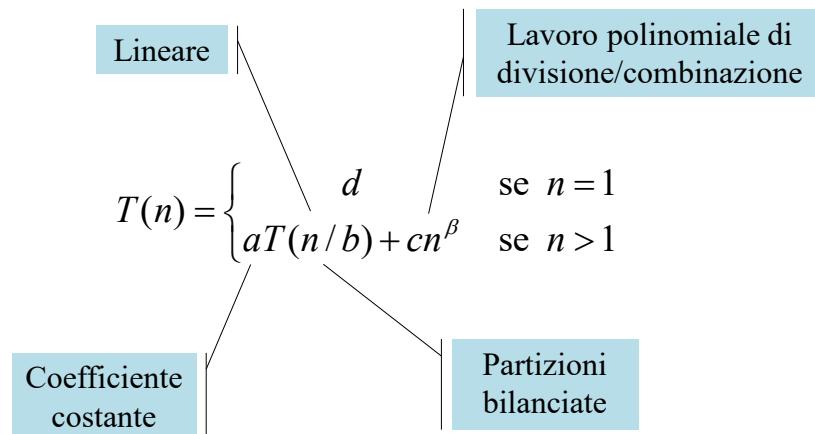 Lineare
Lavoro polinomiale di
divisione/combinazione
d se n = 1
T(n) = {
aT(n/b) + cn^β se n > 1
Coefficiente
costante
Partizioni
bilanciate